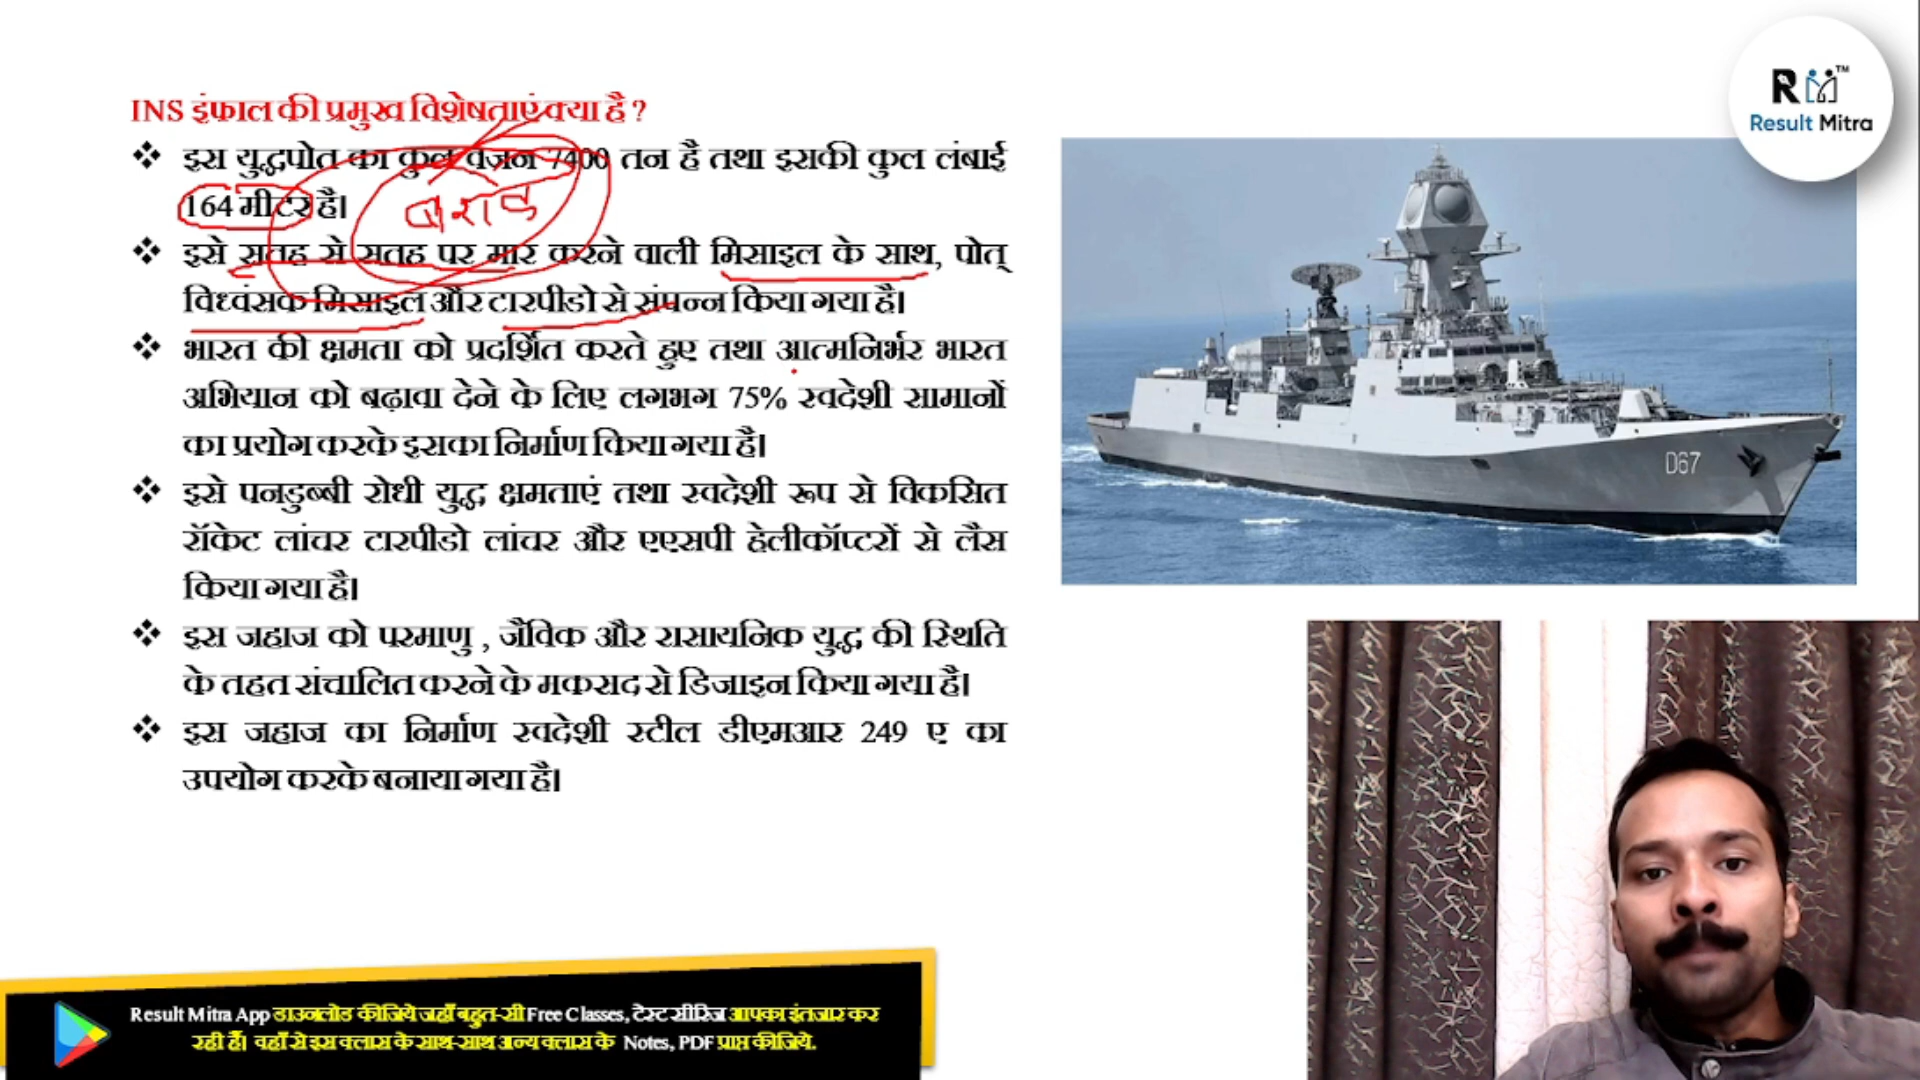 INS इंफाल की प्रमुख विशेषताएं क्या है ?
❖ इस युद्धपोत का कुल वजन 7400 तन है तथा इसकी कुल लंबाई
164 मीटर है।
❖ इसे सतह से सतह पर मार करने वाली मिसाइल के साथ, पोत्
विध्वंसक मिसाइल और टारपीडो से संपन्न किया गया है।
❖ भारत की क्षमता को प्रदर्शित करते हुए तथा आत्मनिर्भर भारत
अभियान को बढ़ावा देने के लिए लगभग 75% स्वदेशी सामानों
का प्रयोग करके इसका निर्माण किया गया है।
❖ इसे पनडुब्बी रोधी युद्ध क्षमताएं तथा स्वदेशी रूप से विकसित
रॉकेट लांचर टारपीडो लांचर और एएसपी हेलीकॉप्टरों से लैस
किया गया है।
❖ इस जहाज को परमाणु , जैविक और रासायनिक युद्ध की स्थिति
के तहत संचालित करने के मकसद से डिजाइन किया गया है।
❖ इस जहाज का निर्माण स्वदेशी स्टील डीएमआर 249 ए का
उपयोग करके बनाया गया है।
RM™
Result Mitra
D67
Result Mitra App डाउनलोड कीजिये जहाँ बहुत-सी Free Classes, टेस्ट सीरिज आपका इंतजार कर
रही हैं। वहाँ से इस क्लास के साथ-साथ अन्य क्लास के Notes, PDF प्राप्त कीजिये.